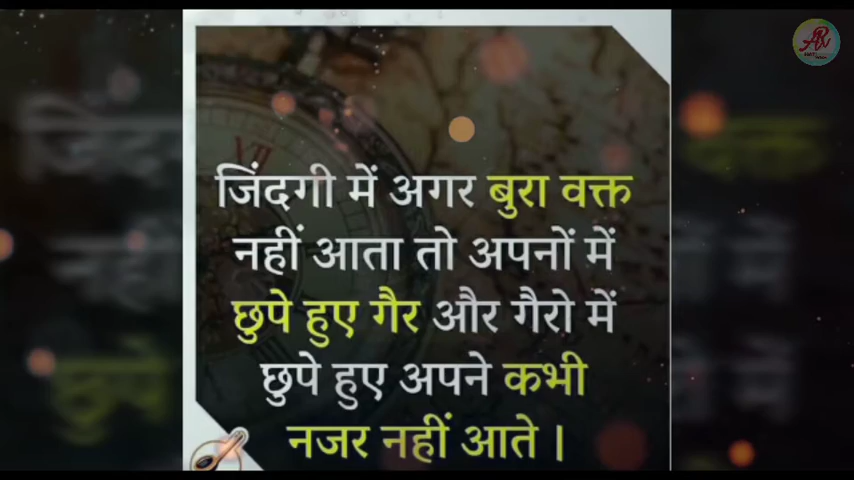 जिंदगी में अगर बुरा वक्त
नहीं आता तो अपनों में
छुपे हुए गैर और गैरो में
छुपे हुए अपने कभी
नजर नहीं आते |